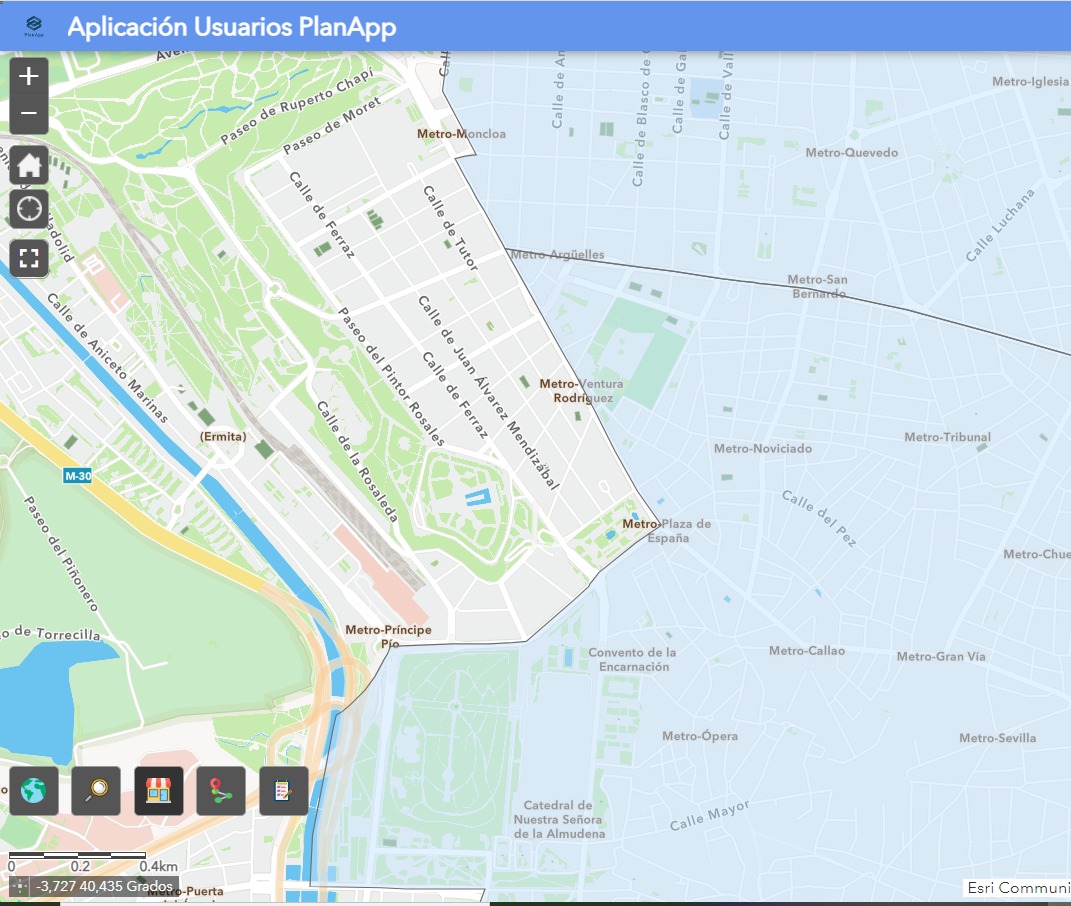 PlanApp
Aplicación Usuarios PlanApp
+
−
Paseo de Ruperto Chapí
Paseo de Moret
Calle de Blasco de
Calle de Ga
Calle de Vall
Metro-Iglesia
Metro-Moncloa
Metro-Quevedo
Calle de Ferraz
Calle de Tutor
Calle Luchana
Metro Argüelles
Metro-San
Bernardo
Calle de Aniceto Marinas
Paseo del Pintor Rosales
Calle de Juan Álvarez Mendizábal
Calle de Ferraz
Metro-Ventura
Rodríguez
Calle de la Rosaleda
(Ermita)
Metro-Tribunal
Metro-Noviciado
M-30
Calle del Pez
Paseo del Piñonero
Metro-Plaza de
España
Metro-Chue
o de Torrecilla
Metro-Príncipe
Pío
Convento de la
Encarnación
Metro-Callao
Metro-Gran Vía
Metro-Ópera
Metro-Sevilla
Catedral de
Nuestra Señora
de la Almudena
Calle Mayor
0 0.2 0.4km
-3,727 40,435 Grados
Metro-Puerta
Esri Communi